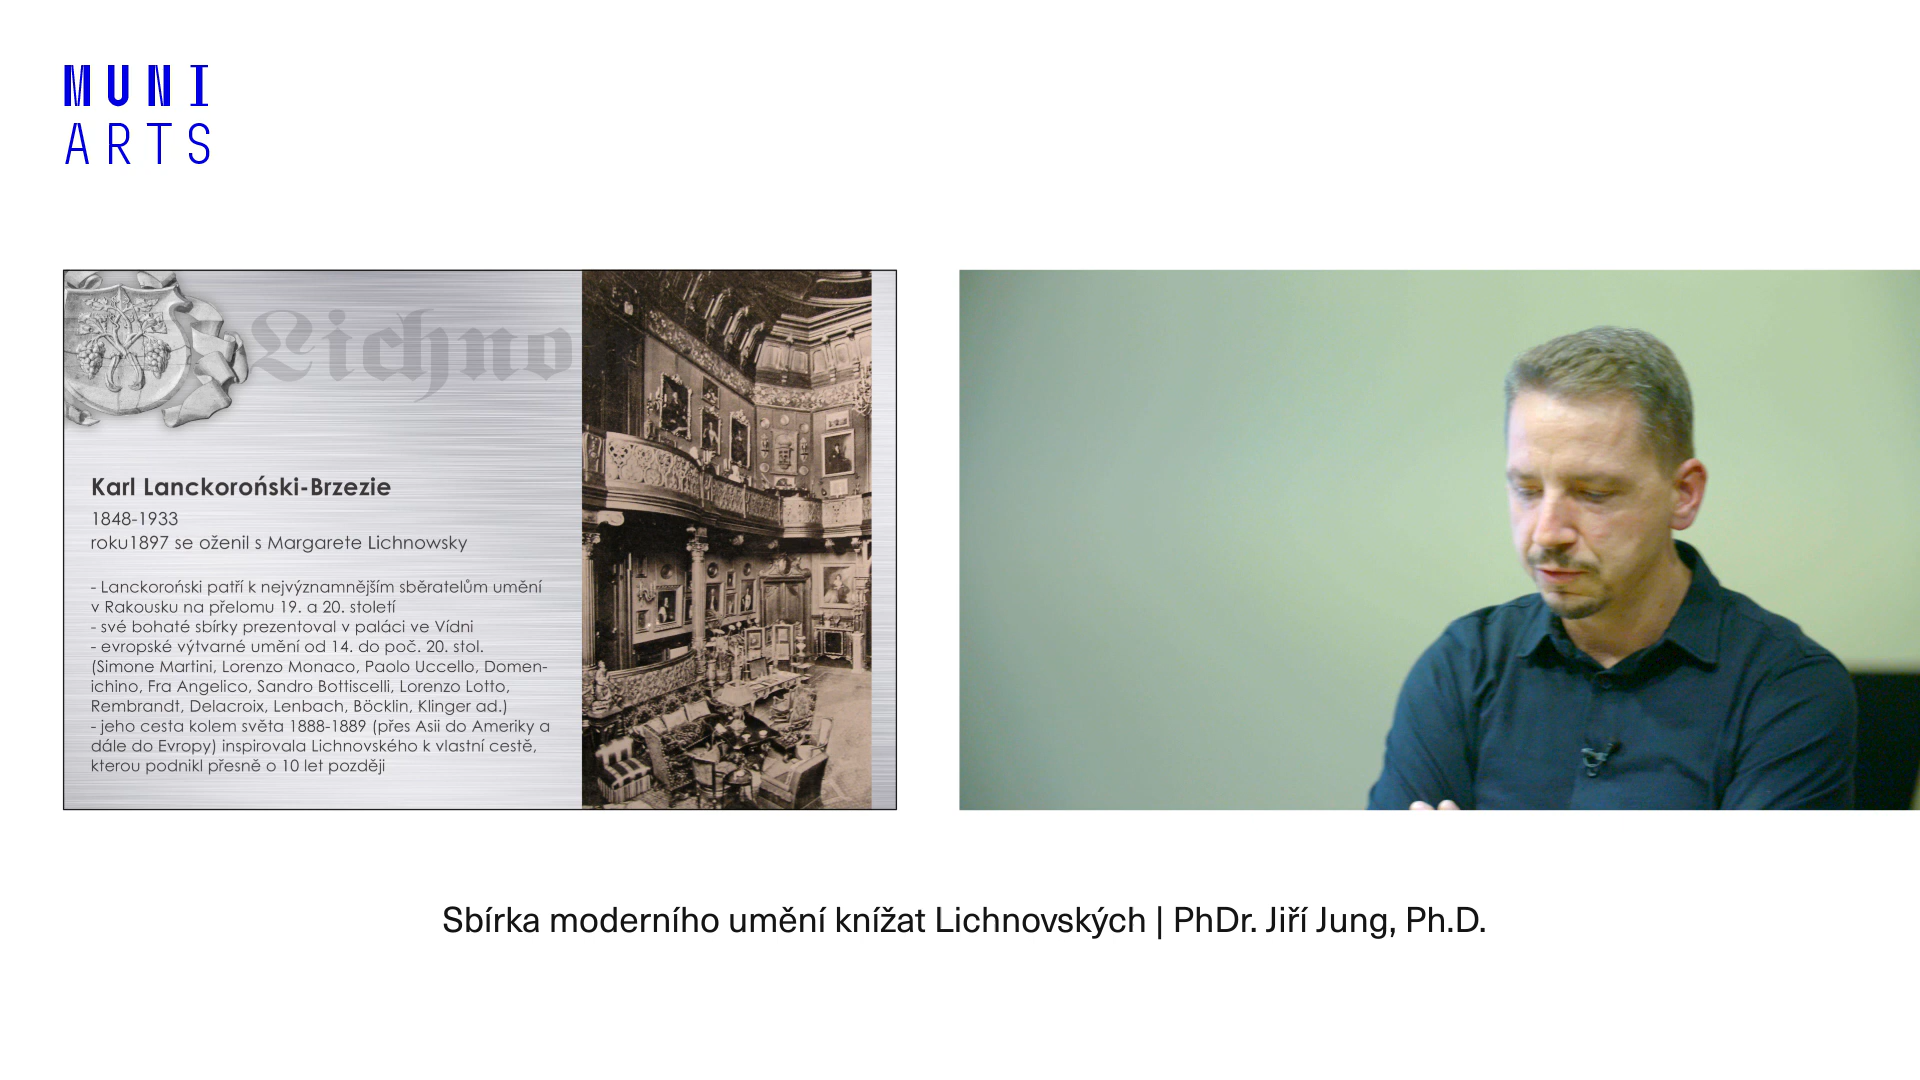 MUNI
ARTS
Lichno
Karl Lanckoroński-Brzezie
1848-1933
roku1897 se oženil s Margarete Lichnowsky
- Lanckoroński patří k nejvýznamnějším sběratelům umění
v Rakousku na přelomu 19. a 20. století
- své bohaté sbírky prezentoval v paláci ve Vídni
- evropské výtvarné umění od 14. do poč. 20. stol.
(Simone Martini, Lorenzo Monaco, Paolo Uccello, Domen-
ichino, Fra Angelico, Sandro Bottiscelli, Lorenzo Lotto,
Rembrandt, Delacroix, Lenbach, Böcklin, Klinger ad.)
- jeho cesta kolem světa 1888-1889 (přes Asii do Ameriky a
dále do Evropy) inspirovala Lichnovského k vlastní cestě,
kterou podnikl přesně o 10 let později
Sbírka moderního umění knížat Lichnovských | PhDr. Jiří Jung, Ph.D.